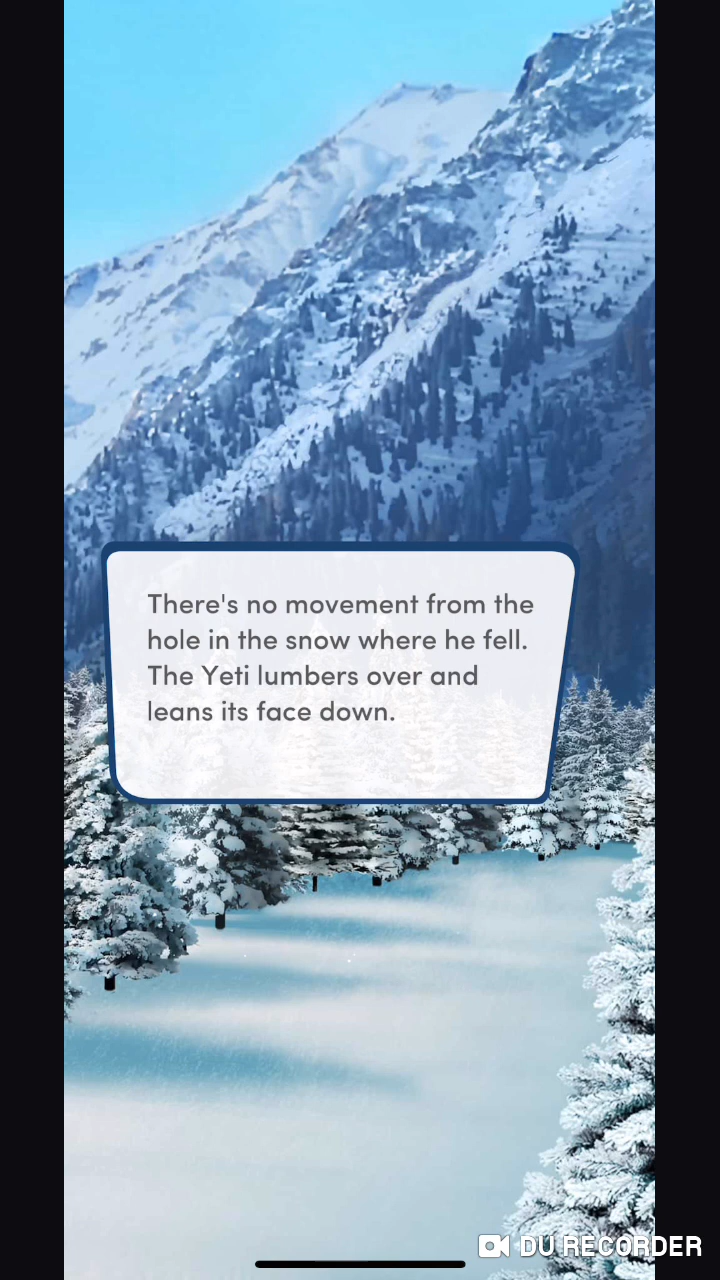 There's no movement from the
hole in the snow where he fell.
The Yeti lumbers over and
leans its face down.
DU RECORDER